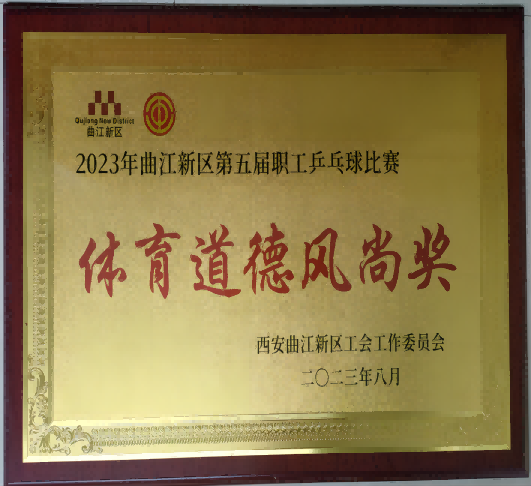 Qujiang New District
曲江新区
2023年曲江新区第五届职工乒乓球比赛
体育道德风尚奖
西安曲江新区工会工作委员会
二〇二三年八月